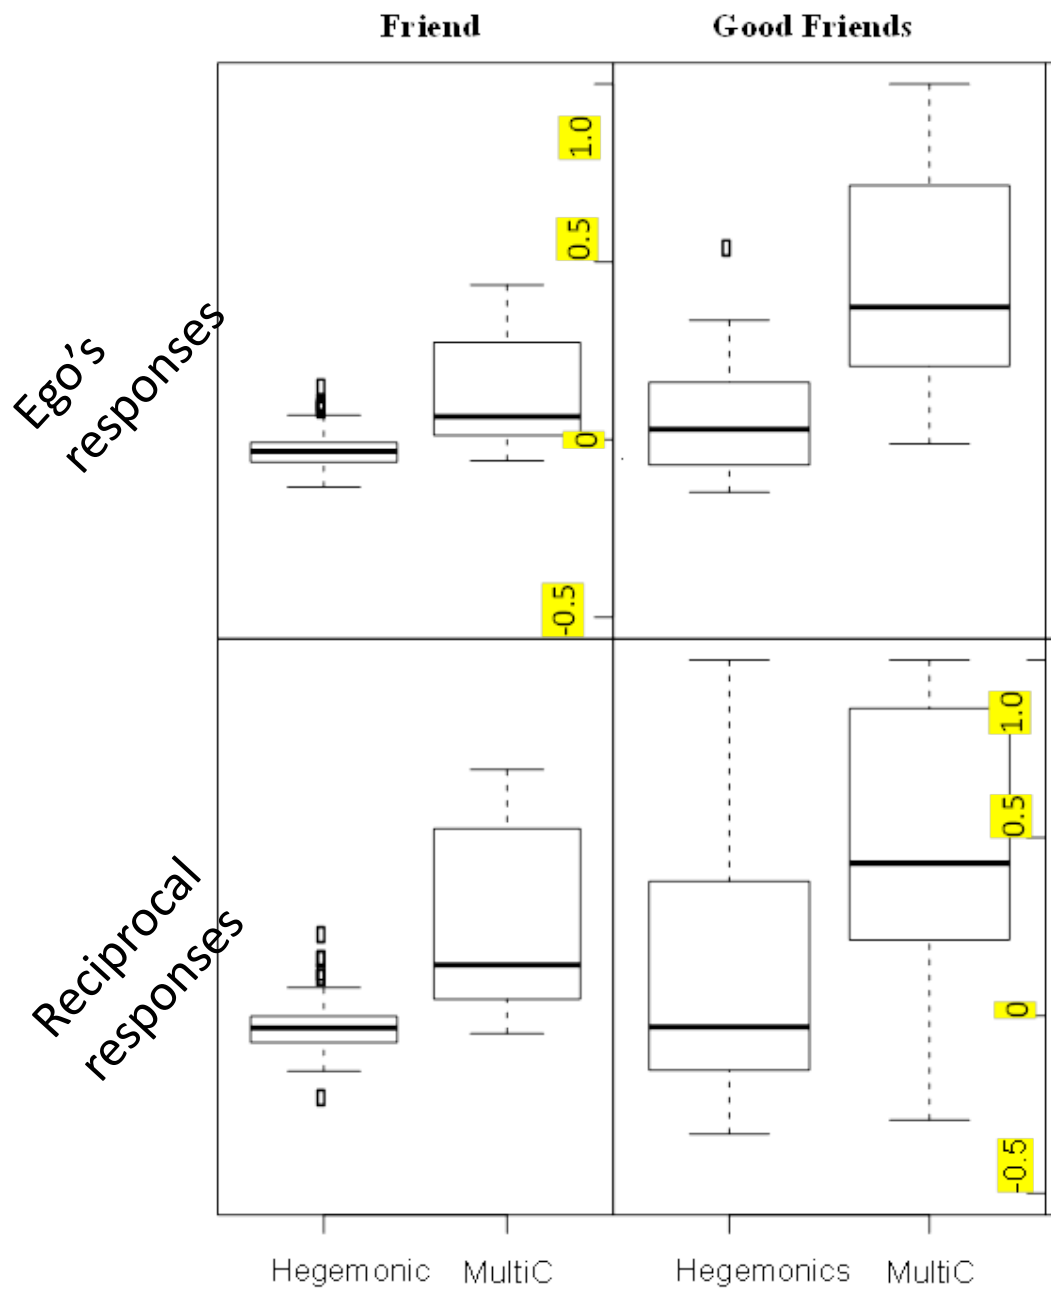 Friend
Good Friends
Ego’s
responses
1.0
0.5
0
-0.5
Reciprocal
responses
1.0
0.5
0
-0.5
Hegemonic
MultiC
Hegemonics
MultiC